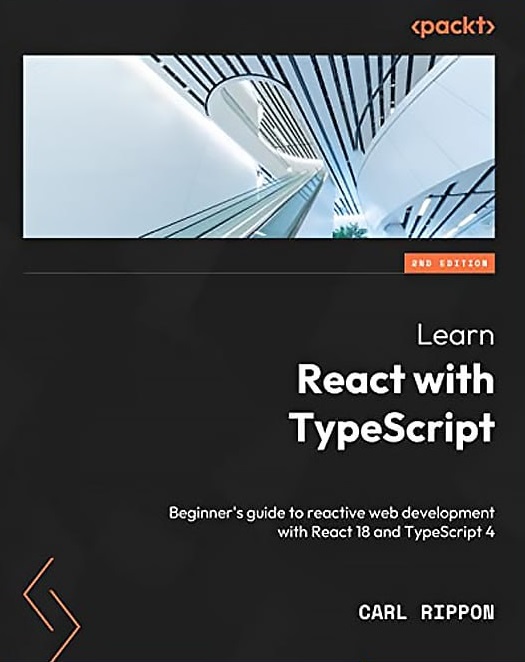 <packt>
2ND EDITION
Learn
React with
TypeScript
Beginner's guide to reactive web development
with React 18 and TypeScript 4
CARL RIPPON